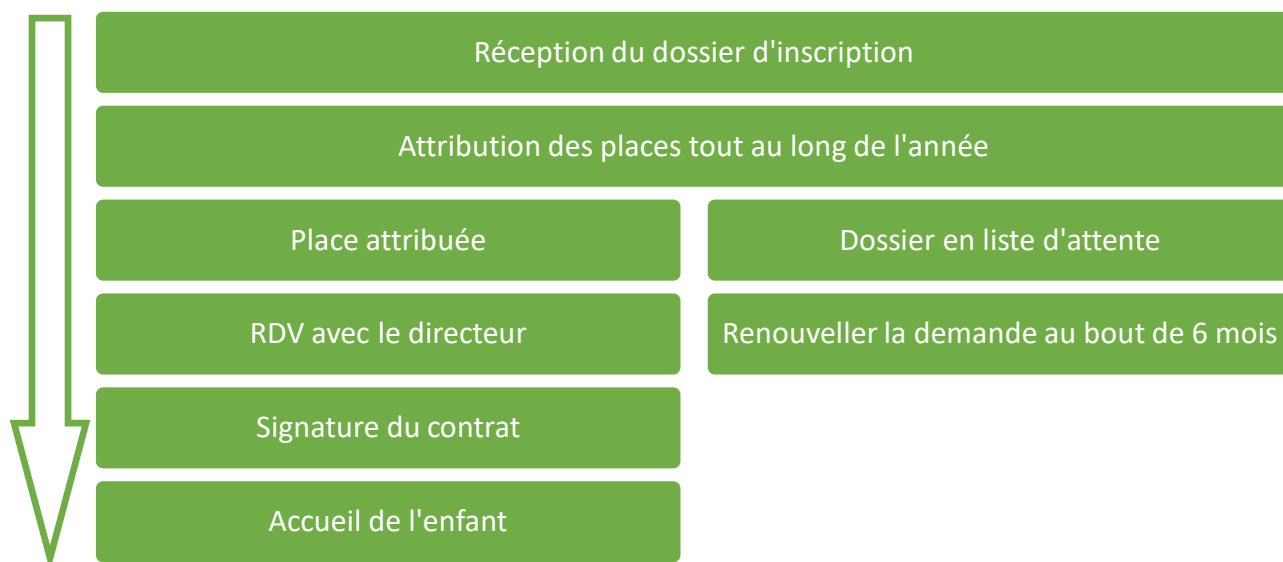 Réception du dossier d'inscription
Attribution des places tout au long de l'année
Place attribuée
Dossier en liste d'attente
RDV avec le directeur
Renouveller la demande au bout de 6 mois
Signature du contrat
Accueil de l'enfant